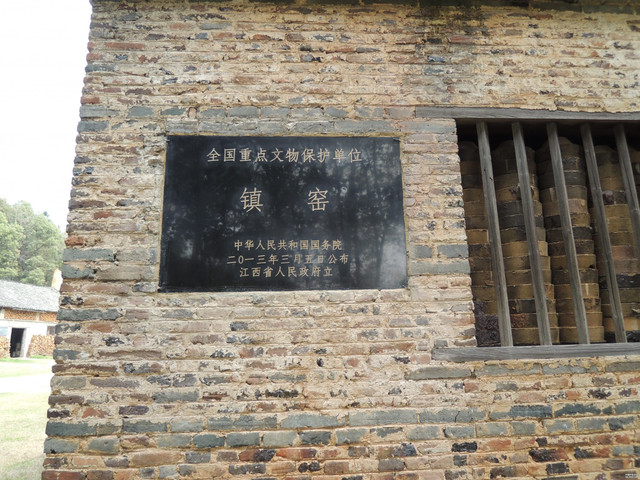 全国重点文物保护单位
镇窑
中华人民共和国国务院
二〇一三年三月五日公布
江西省人民政府立